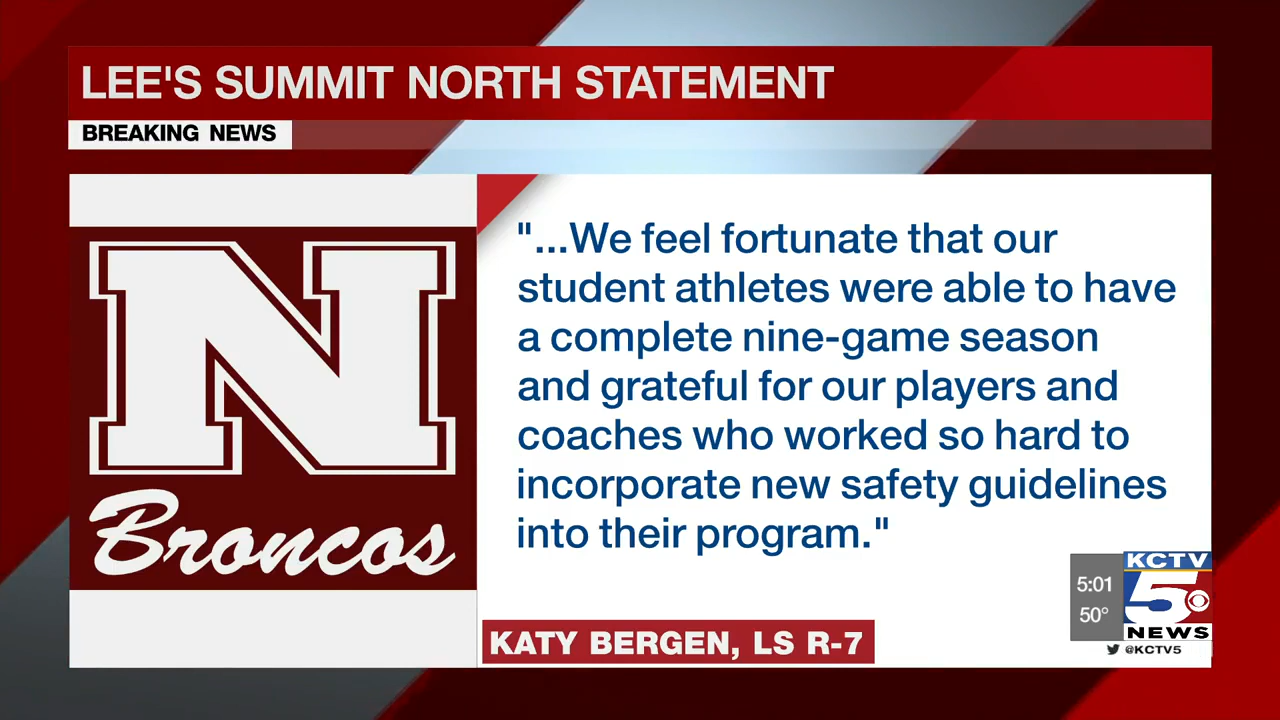 LEE'S SUMMIT NORTH STATEMENT
BREAKING NEWS
N
Broncos
"...We feel fortunate that our
student athletes were able to have
a complete nine-game season
and grateful for our players and
coaches who worked so hard to
incorporate new safety guidelines
into their program."
KATY BERGEN, LS R-7
5:01
50°
KCTV
5
NEWS
@KCTV5